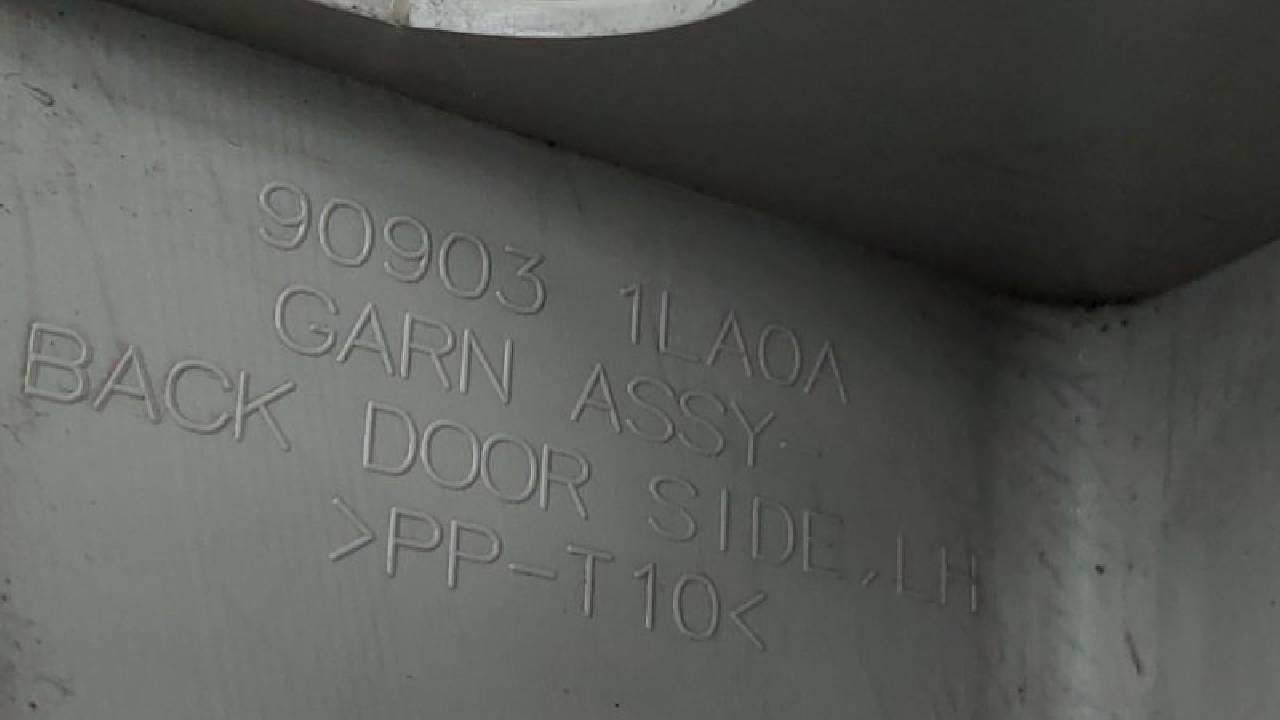 90903 1LA0A
GARN ASSY-
BACK DOOR SIDE,LH
>PP-T10<